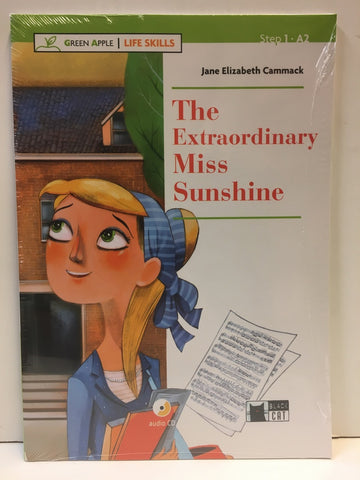 GREEN APPLE | LIFE SKILLS
Step 1 · A2
Jane Elizabeth Cammack
The
Extraordinary
Miss
Sunshine
audio CD
BLACK
CAT